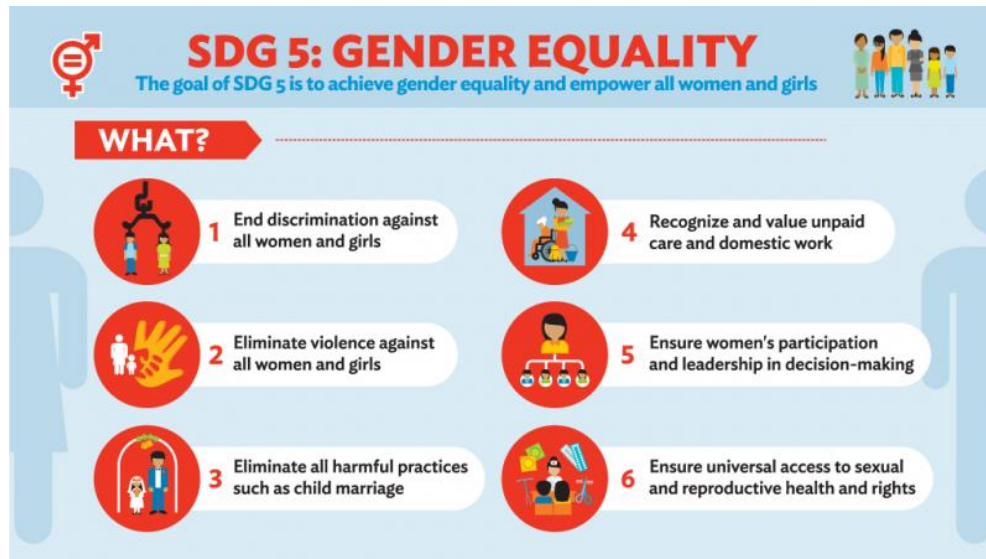 SDG 5: GENDER EQUALITY
The goal of SDG 5 is to achieve gender equality and empower all women and girls
WHAT?
1 End discrimination against
all women and girls
2 Eliminate violence against
all women and girls
3 Eliminate all harmful practices
such as child marriage
4 Recognize and value unpaid
care and domestic work
5 Ensure women's participation
and leadership in decision-making
6 Ensure universal access to sexual
and reproductive health and rights